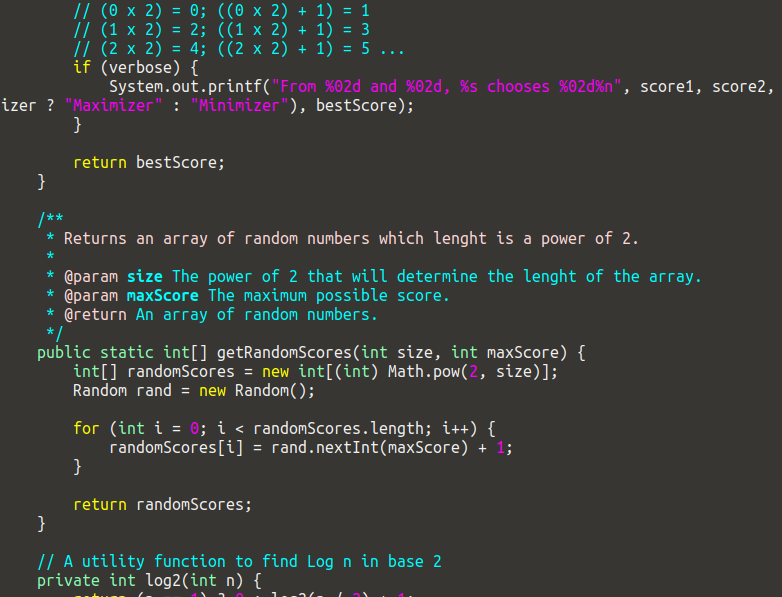 // (0 x 2) = 0; ((0 x 2) + 1) = 1
// (1 x 2) = 2; ((1 x 2) + 1) = 3
// (2 x 2) = 4; ((2 x 2) + 1) = 5 ...
if (verbose) {
System.out.printf("From %02d and %02d, %s chooses %02d%n", score1, score2,
izer ? "Maximizer" : "Minimizer"), bestScore);
}
return bestScore;
}
/**
* Returns an array of random numbers which lenght is a power of 2.
*
* @param size The power of 2 that will determine the lenght of the array.
* @param maxScore The maximum possible score.
* @return An array of random numbers.
*/
public static int[] getRandomScores(int size, int maxScore) {
int[] randomScores = new int[(int) Math.pow(2, size)];
Random rand = new Random();
for (int i = 0; i < randomScores.length; i++) {
randomScores[i] = rand.nextInt(maxScore) + 1;
}
return randomScores;
}
// A utility function to find Log n in base 2
private int log2(int n) {